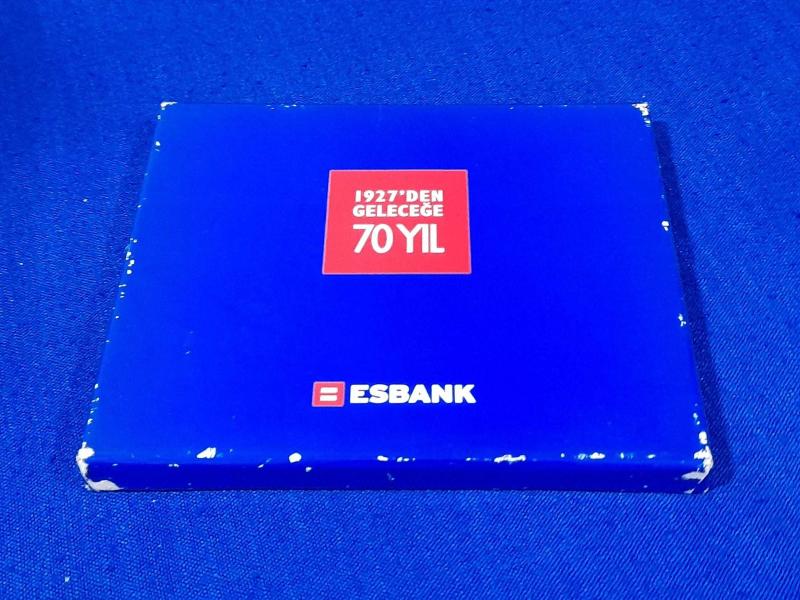 1927'DEN
GELECEĞE
70 YIL
ESBANK